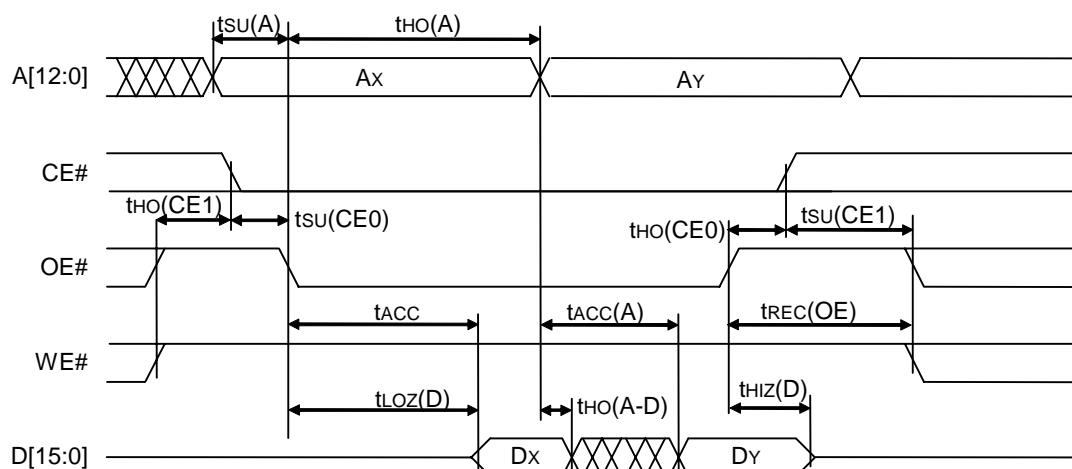 tSU(A) tHO(A)
A[12:0] AX AY
CE#
tHO(CE1) tSU(CE0) tHO(CE0) tSU(CE1)
OE#
tACC tACC(A) tREC(OE)
WE#
tLOZ(D) tHO(A-D) tHIZ(D)
D[15:0] DX DY